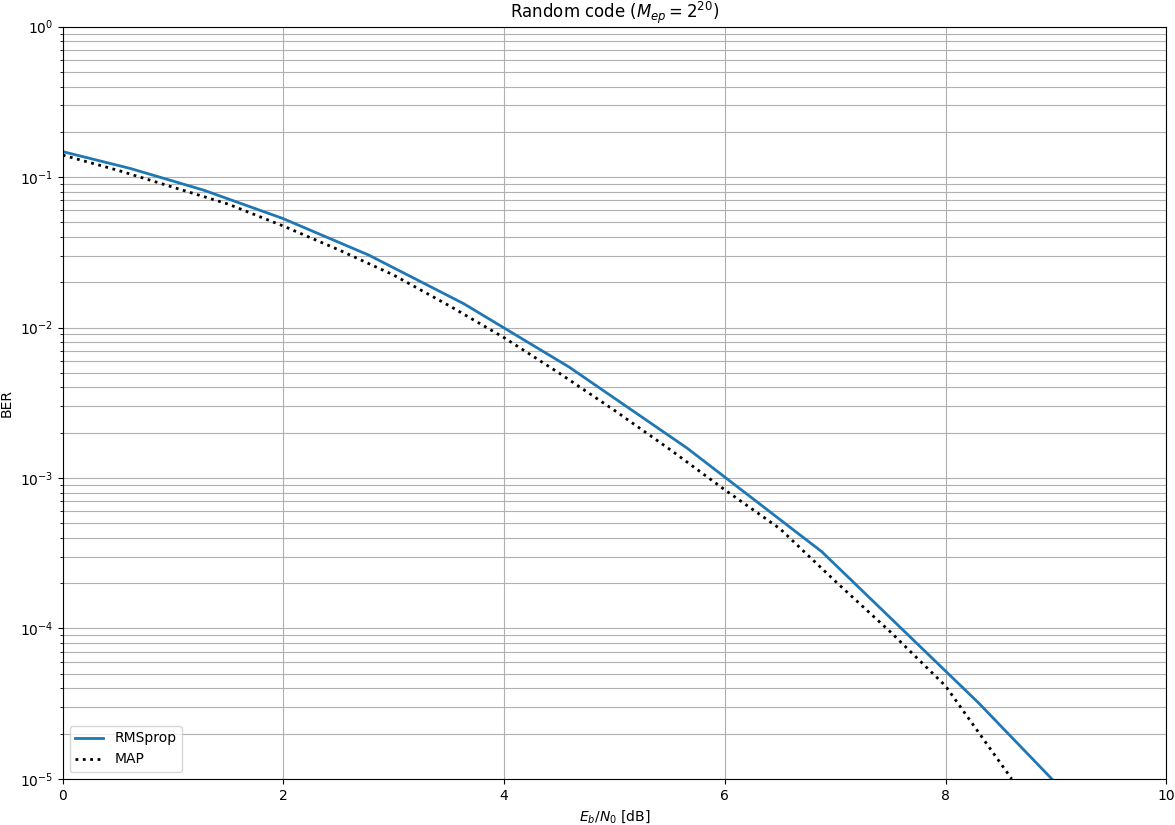 Random code (M_{ep} = 2^{20})
10^0
10^{-1}
10^{-2}
10^{-3}
10^{-4}
10^{-5}
BER
RMSprop
MAP
0 2 4 6 8 10
E_b/N_0 [dB]